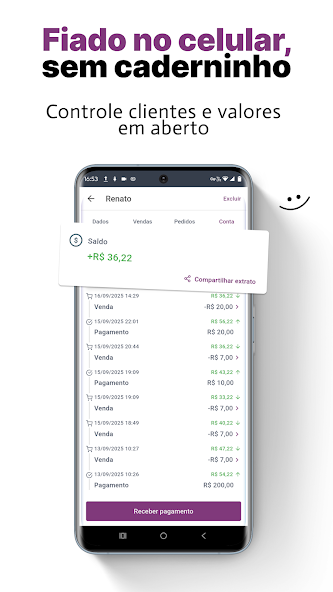 Fiado no celular,
sem caderninho
Controle clientes e valores
em aberto
16:53
Renato
Excluir
Dados Vendas Pedidos Conta
Saldo
+R$ 36,22
Compartilhar extrato
16/09/2025 14:29 R$ 36,22 ↓
Venda -R$ 20,00 >
15/09/2025 22:01 R$ 56,22 ↑
Pagamento R$ 20,00
15/09/2025 20:44 R$ 36,22 ↓
Venda -R$ 7,00 >
15/09/2025 19:09 R$ 43,22 ↑
Pagamento R$ 10,00
15/09/2025 19:09 R$ 33,22 ↓
Venda -R$ 7,00 >
15/09/2025 18:49 R$ 40,22 ↓
Venda -R$ 7,00 >
13/09/2025 10:27 R$ 47,22 ↓
Venda -R$ 7,00 >
13/09/2025 10:26 R$ 54,22 ↑
Pagamento R$ 200,00
Receber pagamento